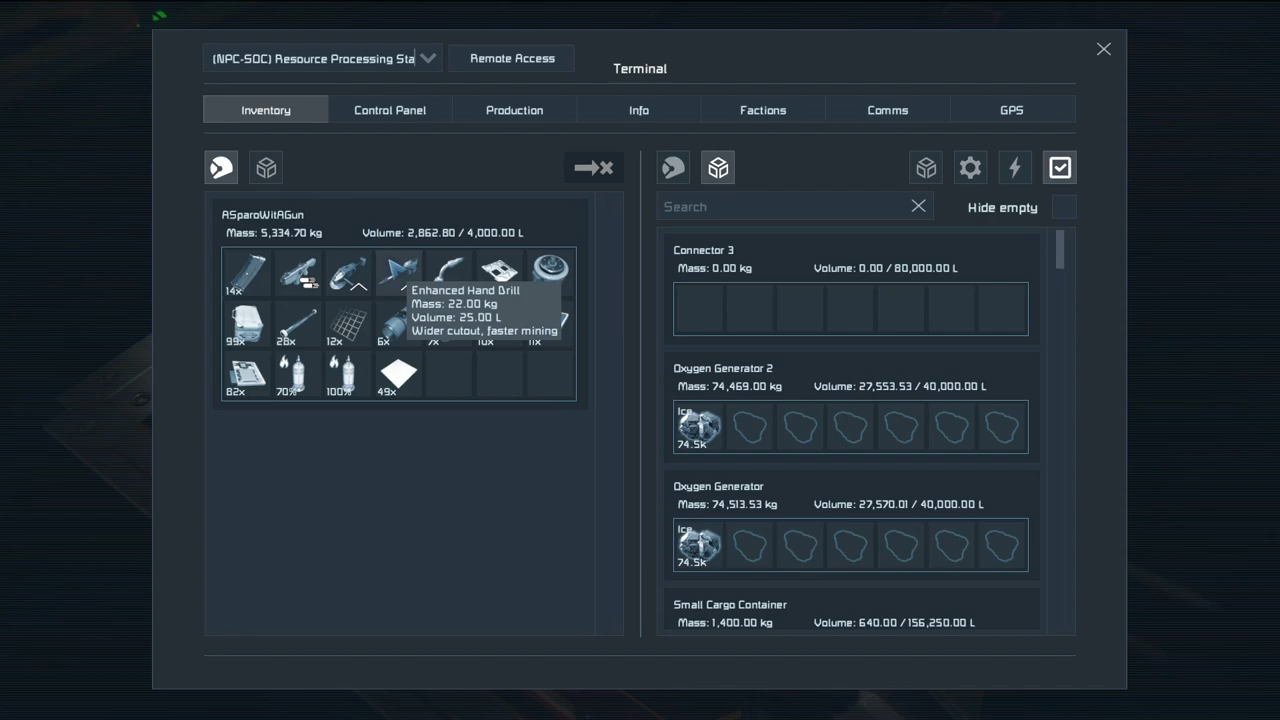 (NPC-SOC) Resource Processing Sta
Remote Access
Terminal
Inventory
Control Panel
Production
Info
Factions
Comms
GPS
Search
Hide empty
ASparoWitAGun
Mass: 5,334.70 kg Volume: 2,862.80 / 4,000.00 L
14x
Enhanced Hand Drill
Mass: 22.00 kg
Volume: 25.00 L
Wider cutout, faster mining
99x 28x 12x 6x 7x 10x 11x
82x 70% 100% 49x
Connector 3
Mass: 0.00 kg Volume: 0.00 / 80,000.00 L
Oxygen Generator 2
Mass: 74,469.00 kg Volume: 27,553.53 / 40,000.00 L
Ice
74.5k
Oxygen Generator
Mass: 74,513.53 kg Volume: 27,570.01 / 40,000.00 L
Ice
74.5k
Small Cargo Container
Mass: 1,400.00 kg Volume: 640.00 / 156,250.00 L